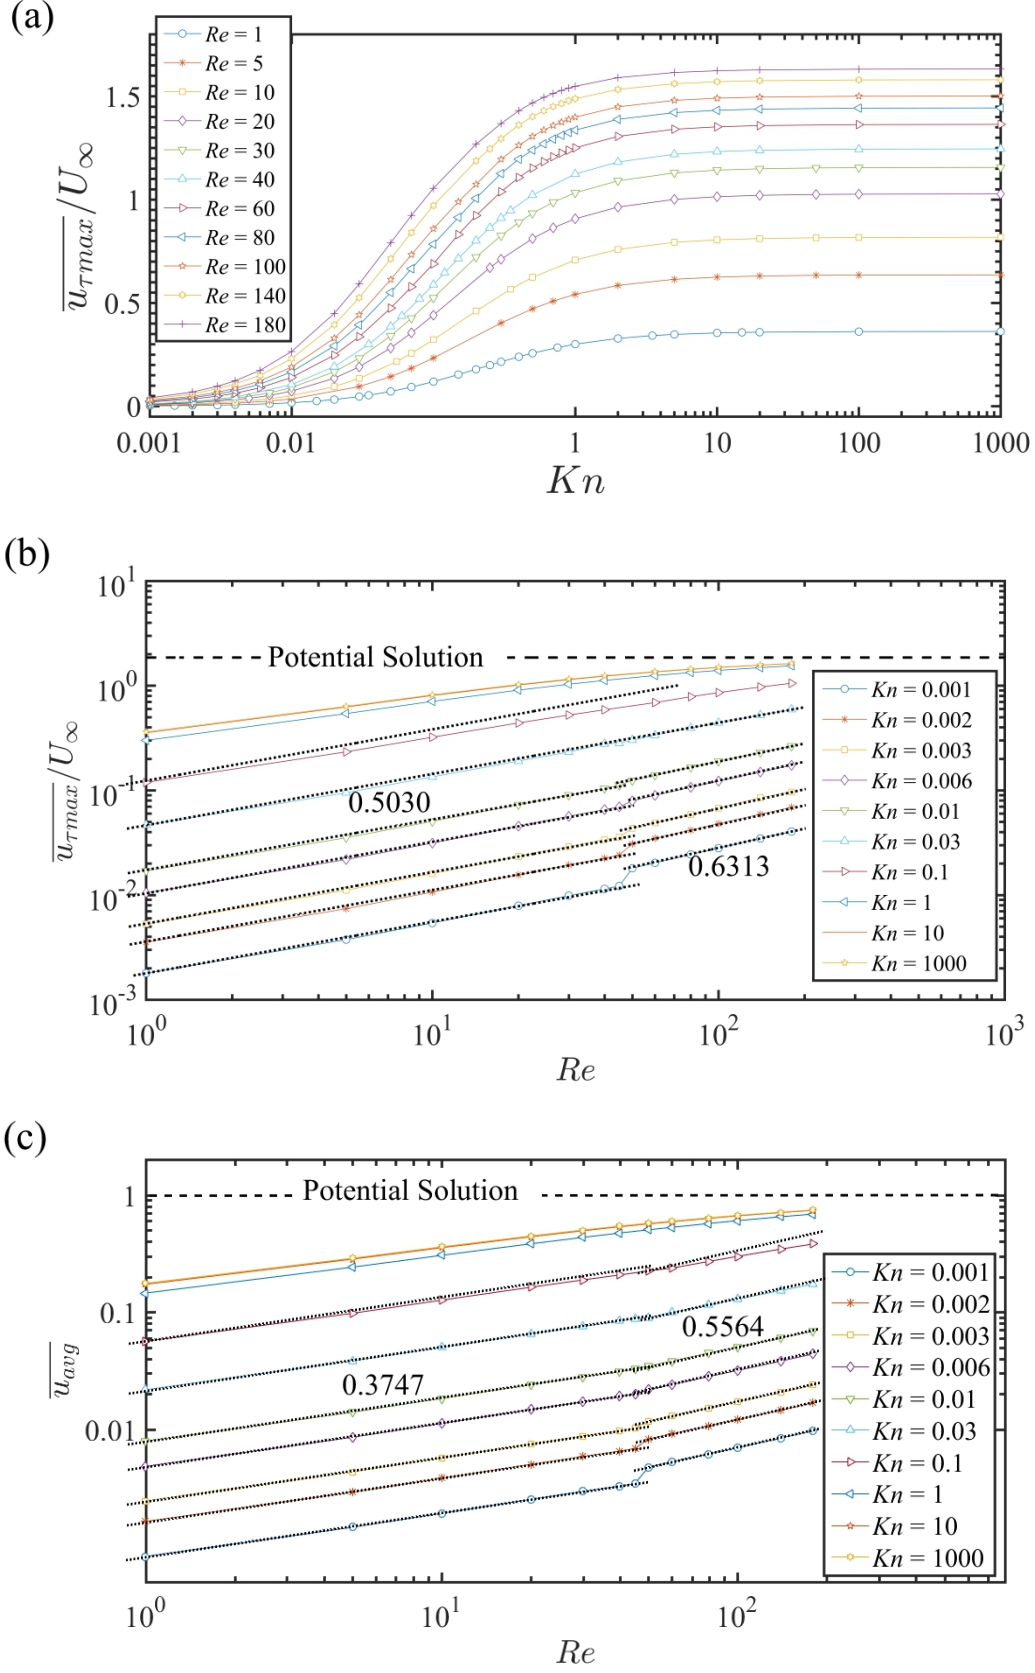 (a)
Re = 1
Re = 5
Re = 10
Re = 20
Re = 30
Re = 40
Re = 60
Re = 80
Re = 100
Re = 140
Re = 180
1.5
1
0.5
0
u_τmax/U_∞
0.001 0.01 1 10 100 1000
Kn
(b)
10^1
10^0
10^-1
10^-2
10^-3
u_τmax/U_∞
Potential Solution
0.5030
0.6313
Kn = 0.001
Kn = 0.002
Kn = 0.003
Kn = 0.006
Kn = 0.01
Kn = 0.03
Kn = 0.1
Kn = 1
Kn = 10
Kn = 1000
10^0 10^1 10^2 10^3
Re
(c)
1
0.1
0.01
u_avg
Potential Solution
0.5564
0.3747
Kn = 0.001
Kn = 0.002
Kn = 0.003
Kn = 0.006
Kn = 0.01
Kn = 0.03
Kn = 0.1
Kn = 1
Kn = 10
Kn = 1000
10^0 10^1 10^2
Re